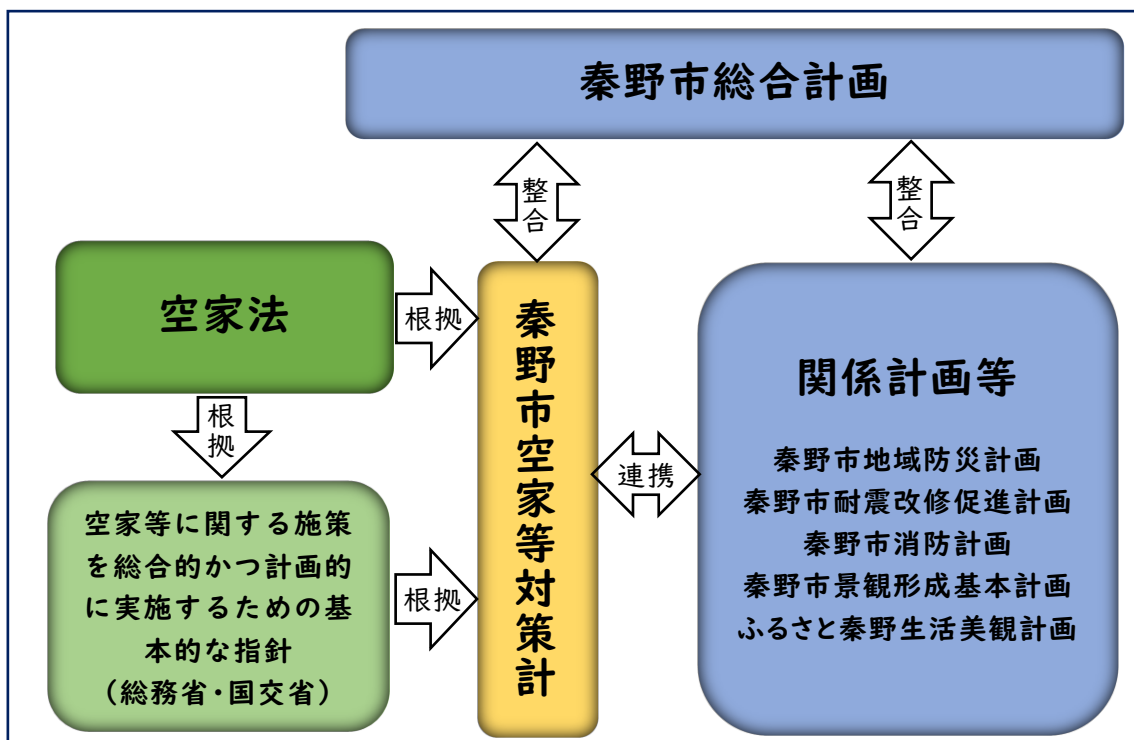 秦野市総合計画
整合
整合
空家法
根拠
秦野市空家等対策計
関係計画等
根拠
秦野市地域防災計画
秦野市耐震改修促進計画
秦野市消防計画
秦野市景観形成基本計画
ふるさと秦野生活美観計画
連携
空家等に関する施策
を総合的かつ計画的
に実施するための基
本的な指針
（総務省・国交省）
根拠